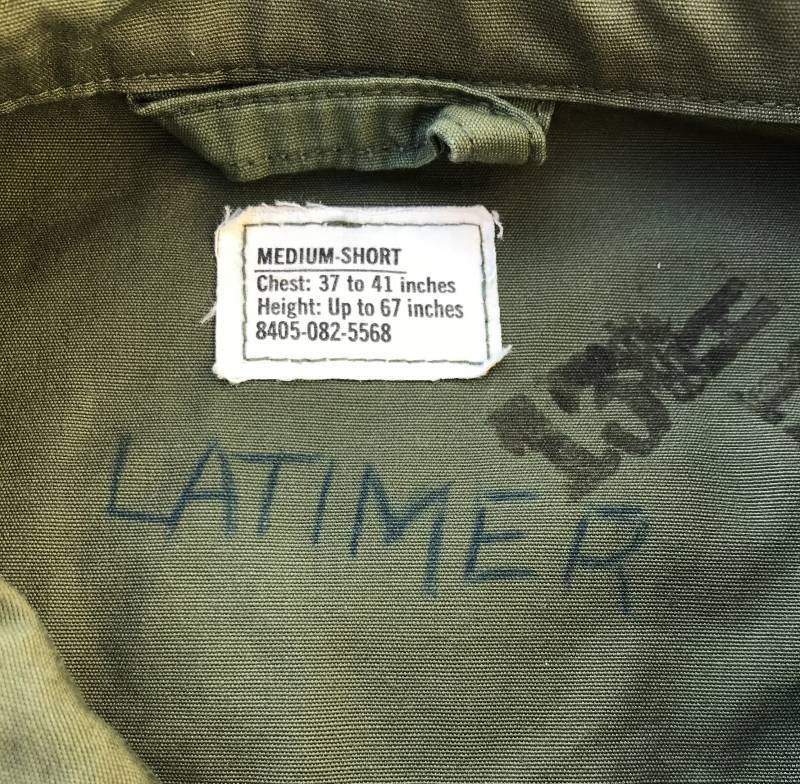 MEDIUM-SHORT
Chest: 37 to 41 inches
Height: Up to 67 inches
8405-082-5568
LATIMER